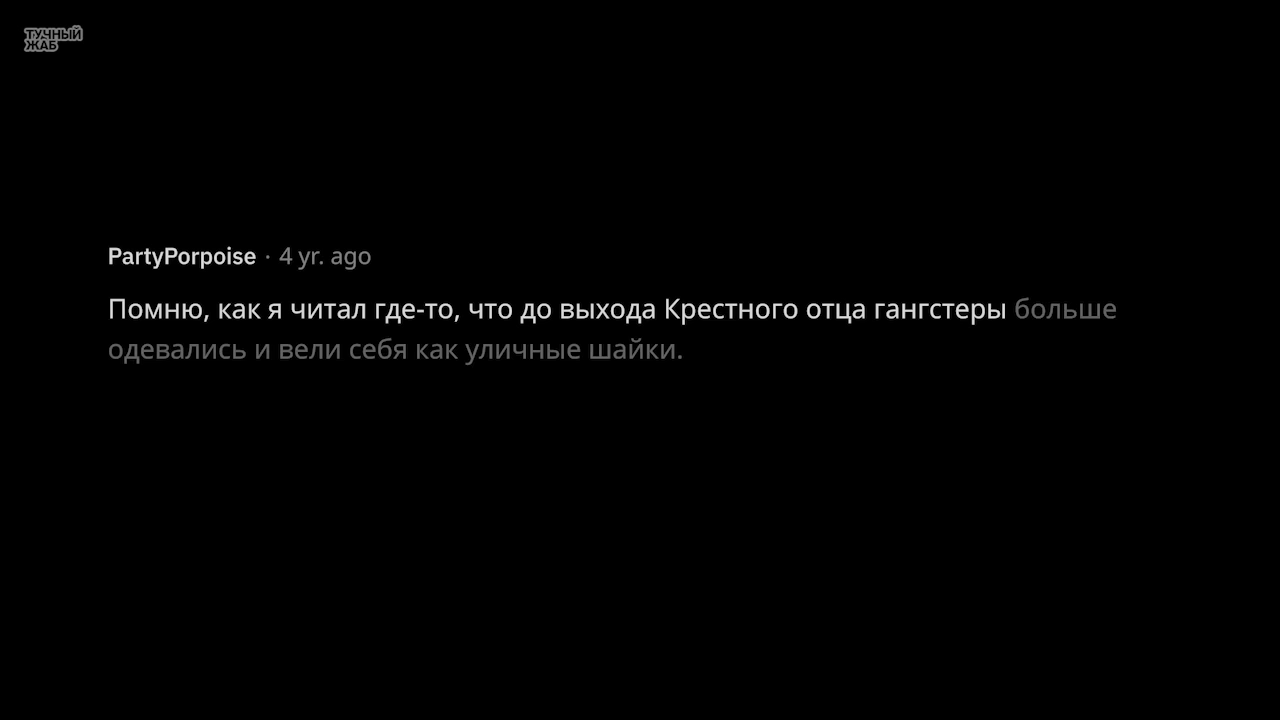 ТУЧНЫЙ
ЖАБ
PartyPorpoise · 4 yr. ago
Помню, как я читал где-то, что до выхода Крестного отца гангстеры больше
одевались и вели себя как уличные шайки.